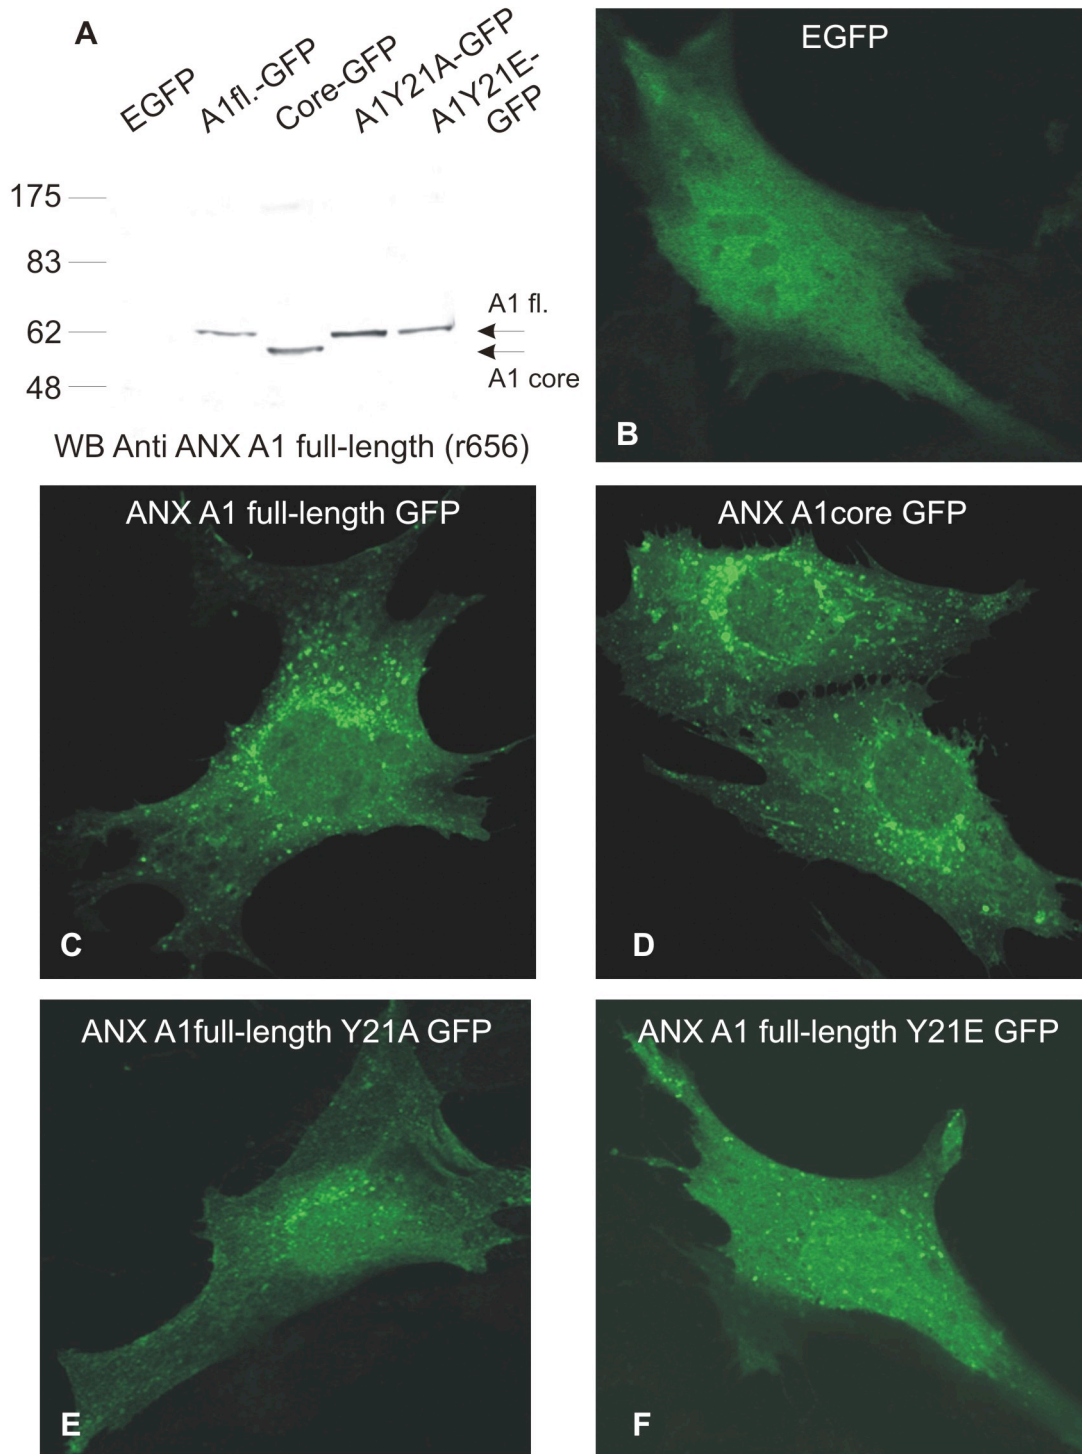 A
EGFP
A1fl.-GFP
Core-GFP
A1Y21A-GFP
A1Y21E-
GFP
175
83
62
48
A1 fl.
A1 core
WB Anti ANX A1 full-length (r656)
EGFP
B
ANX A1 full-length GFP
C
ANX A1core GFP
D
ANX A1full-length Y21A GFP
E
ANX A1 full-length Y21E GFP
F